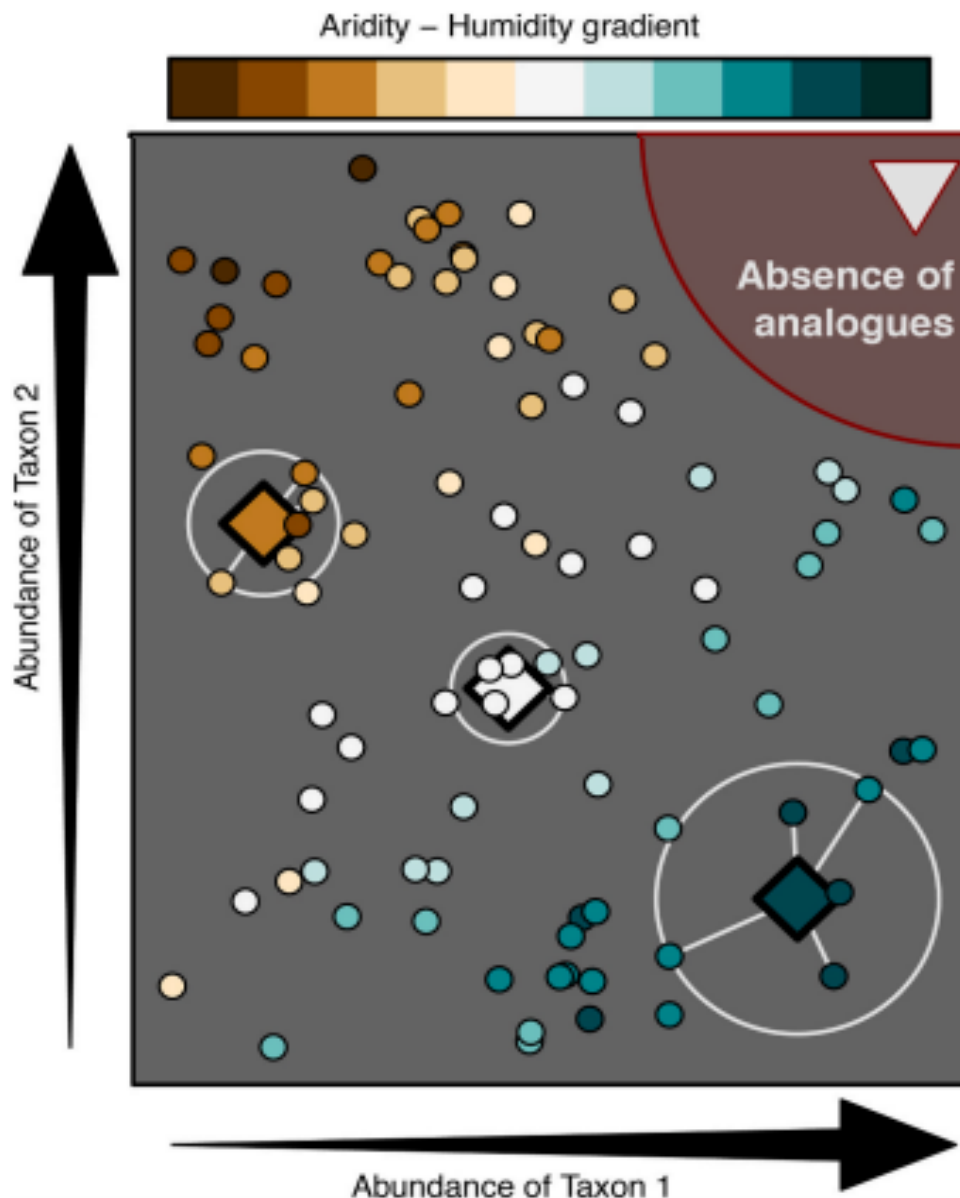 Aridity – Humidity gradient
Absence of
analogues
Abundance of Taxon 2
Abundance of Taxon 1